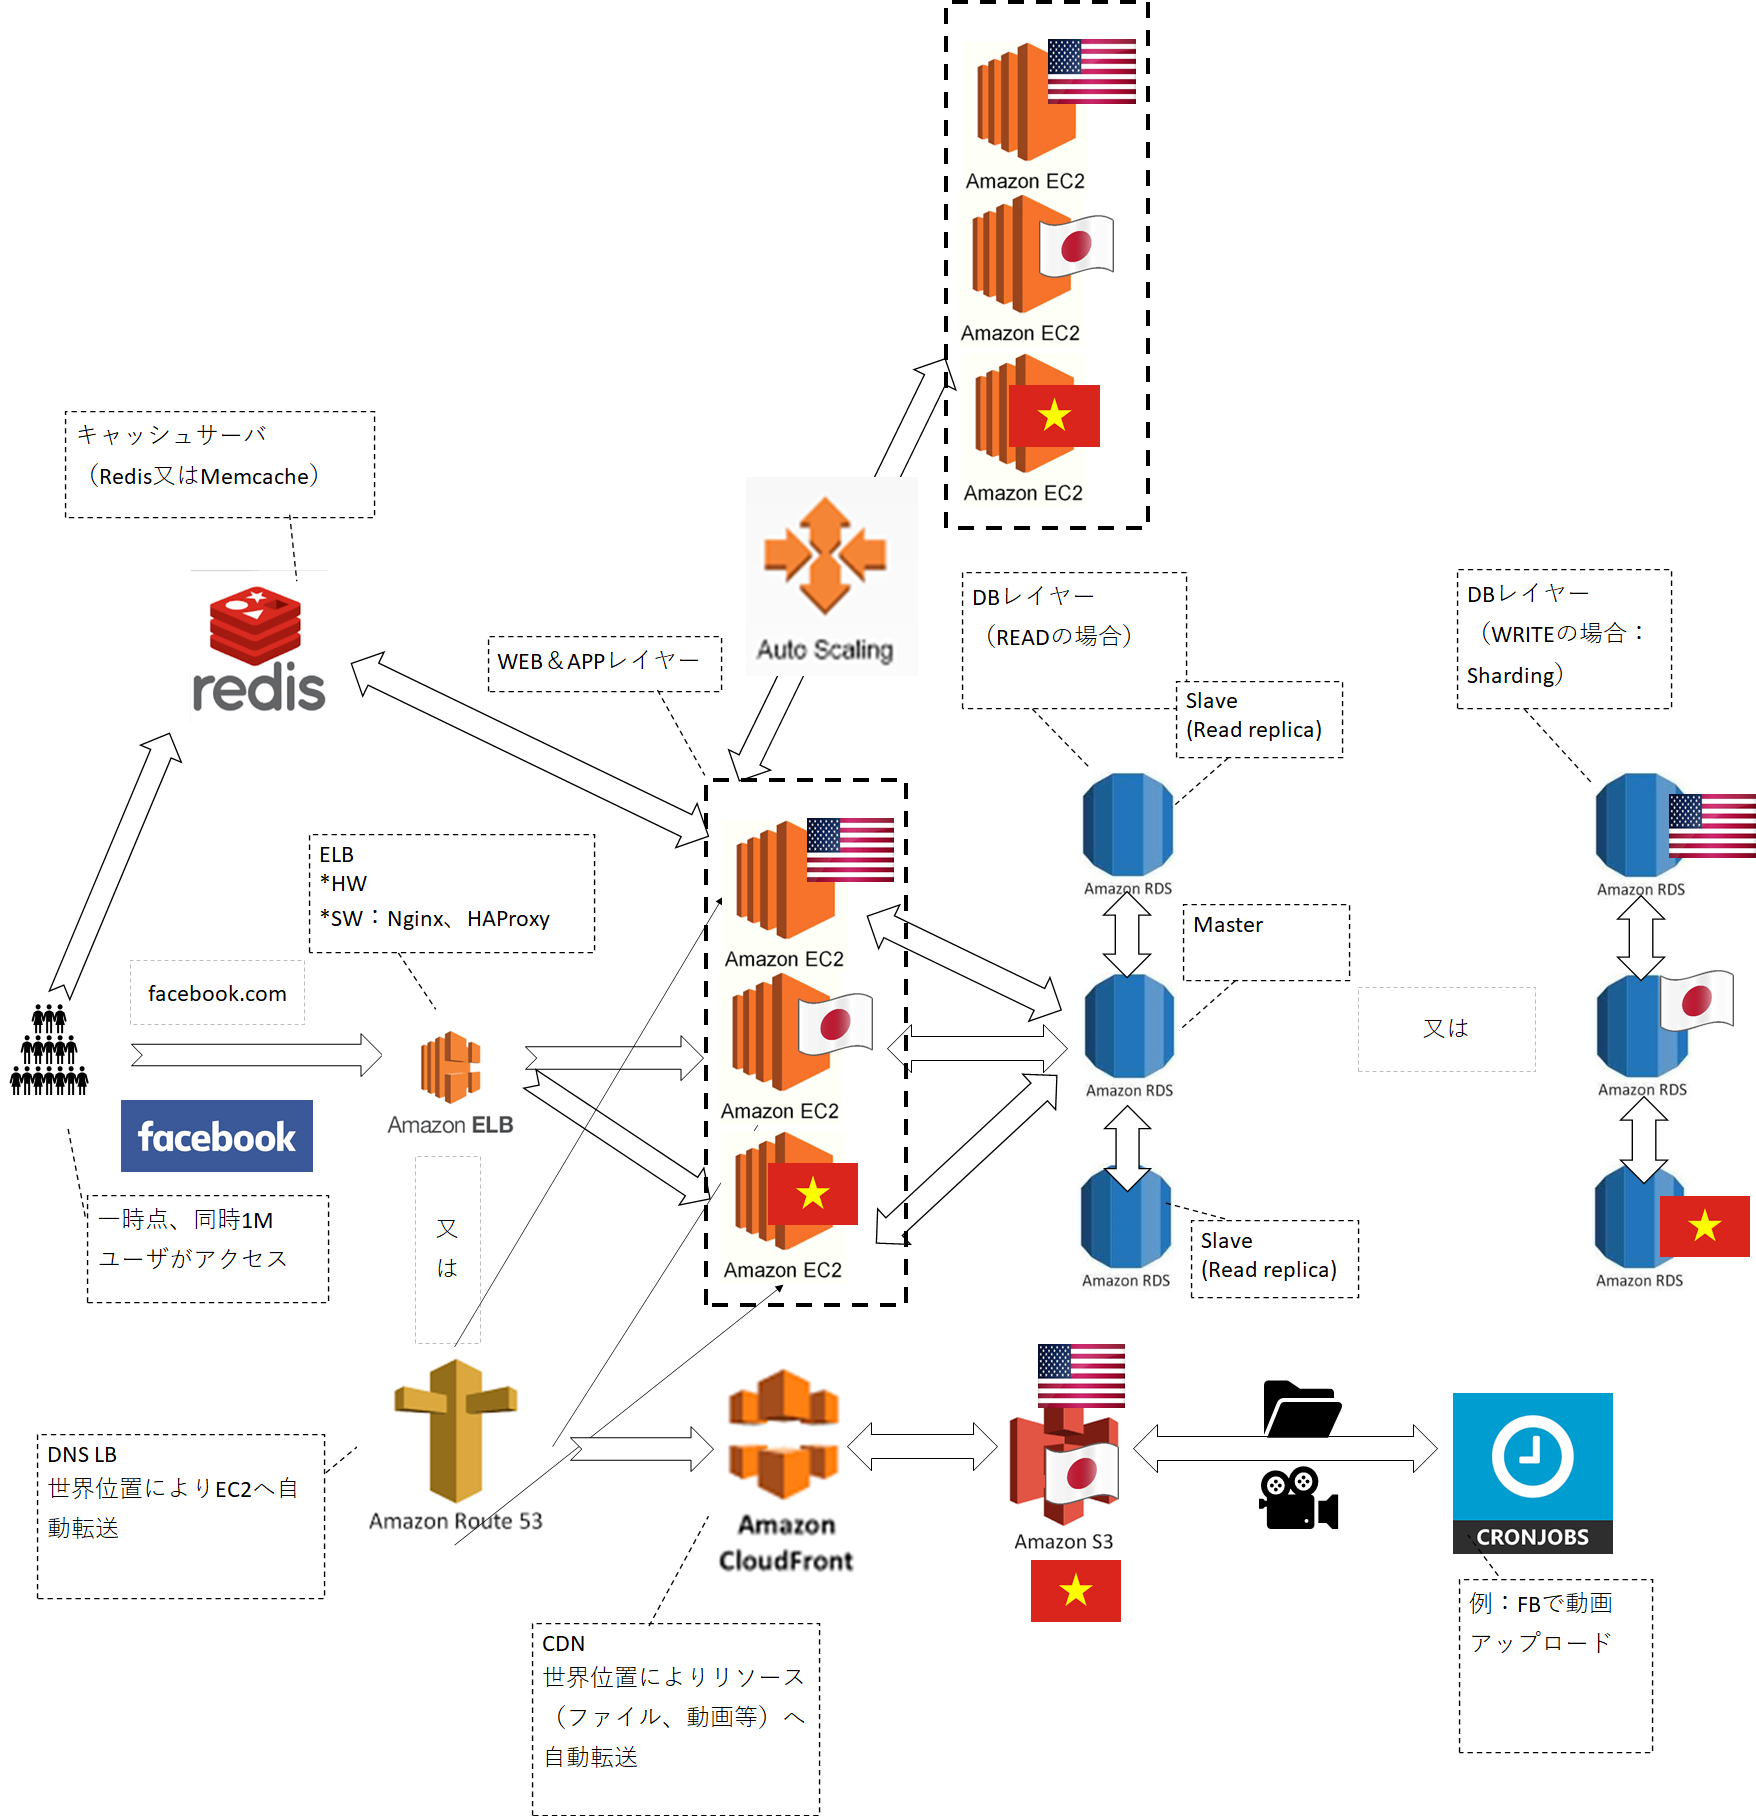 Amazon EC2
Amazon EC2
Amazon EC2
キャッシュサーバ
（Redis又はMemcache）
redis
Auto Scaling
WEB＆APPレイヤー
DBレイヤー
（READの場合）
Slave
(Read replica)
DBレイヤー
（WRITEの場合：
Sharding）
ELB
*HW
*SW：Nginx、HAProxy
facebook.com
facebook
Amazon ELB
一時点、同時1M
ユーザがアクセス
又
は
Amazon EC2
Amazon EC2
Amazon EC2
Amazon RDS
Master
Amazon RDS
Slave
(Read replica)
Amazon RDS
又は
Amazon RDS
Amazon RDS
Amazon RDS
DNS LB
世界位置によりEC2へ自
動転送
Amazon Route 53
Amazon
CloudFront
Amazon S3
CRONJOBS
CDN
世界位置によりリソース
（ファイル、動画等）へ
自動転送
例：FBで動画
アップロード